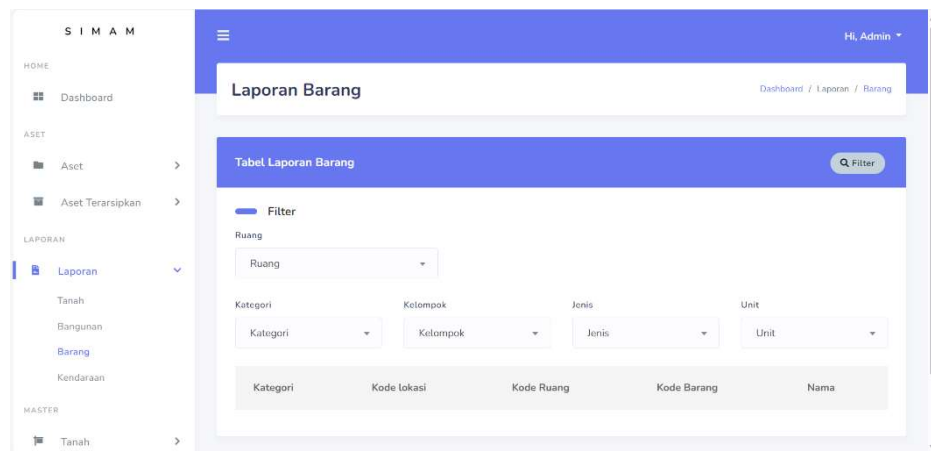 S I M A M
Hi, Admin
HOME
Dashboard
Laporan Barang
Dashboard / Laporan / Barang
ASET
Aset
Tabel Laporan Barang
Filter
Aset Terarsipkan
Filter
LAPORAN
Ruang
Laporan
Ruang
Tanah
Kategori
Kelompok
Jenis
Unit
Bangunan
Kategori
Kelompok
Jenis
Unit
Barang
Kendaraan
Kategori
Kode lokasi
Kode Ruang
Kode Barang
Nama
MASTER
Tanah